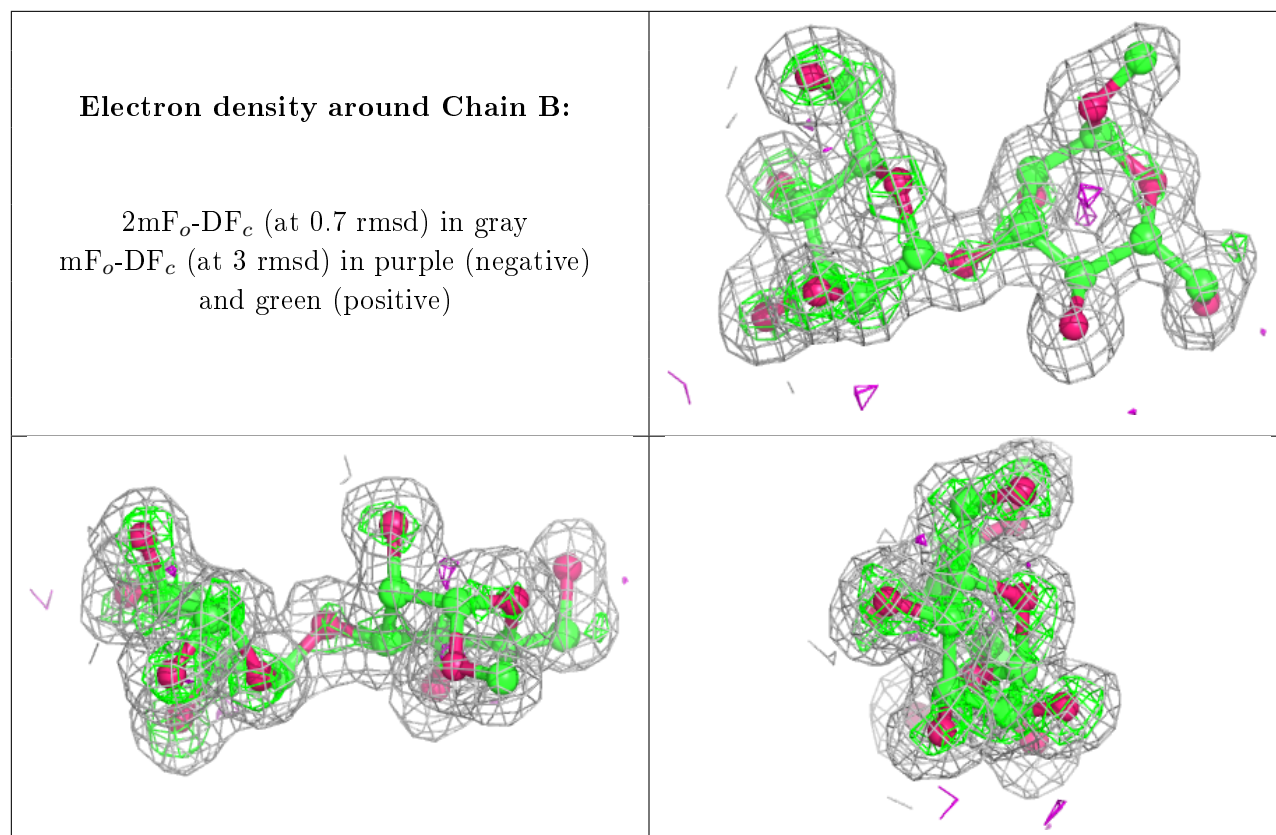 Electron density around Chain B:
2mFₒ-DF𝑐 (at 0.7 rmsd) in gray
mFₒ-DF𝑐 (at 3 rmsd) in purple (negative)
and green (positive)